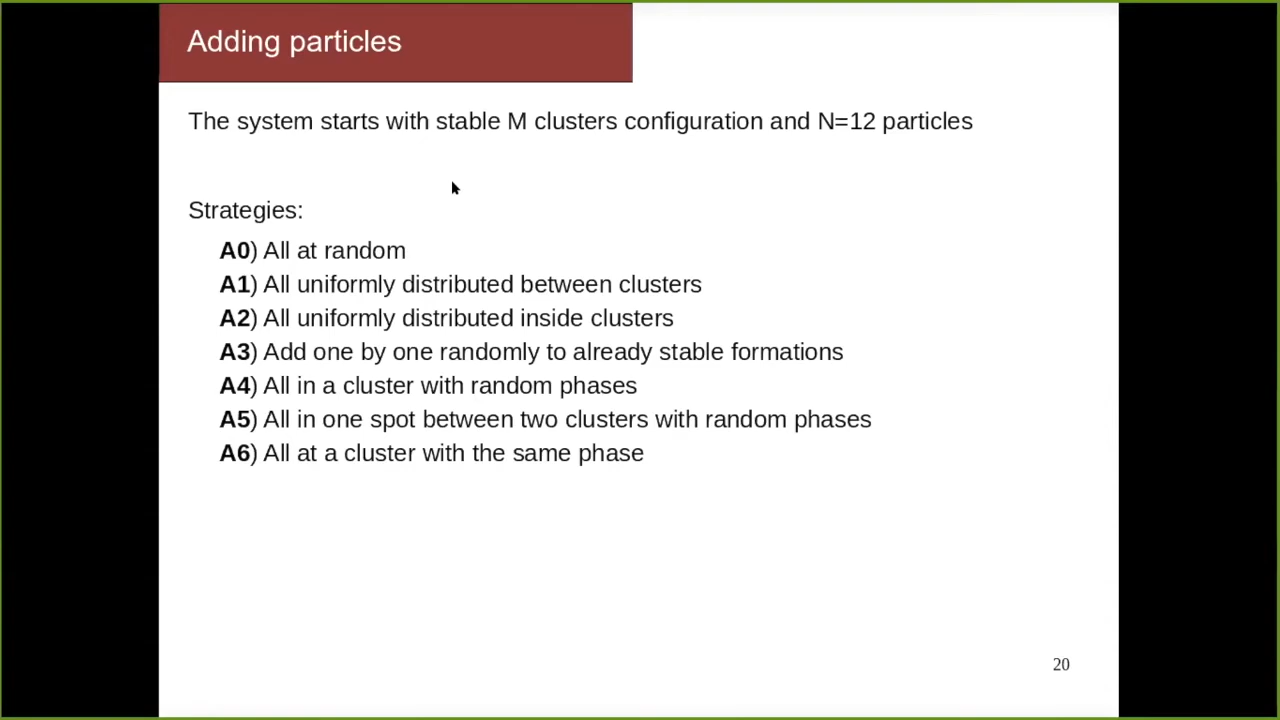 Adding particles
The system starts with stable M clusters configuration and N=12 particles
Strategies:
A0) All at random
A1) All uniformly distributed between clusters
A2) All uniformly distributed inside clusters
A3) Add one by one randomly to already stable formations
A4) All in a cluster with random phases
A5) All in one spot between two clusters with random phases
A6) All at a cluster with the same phase
20